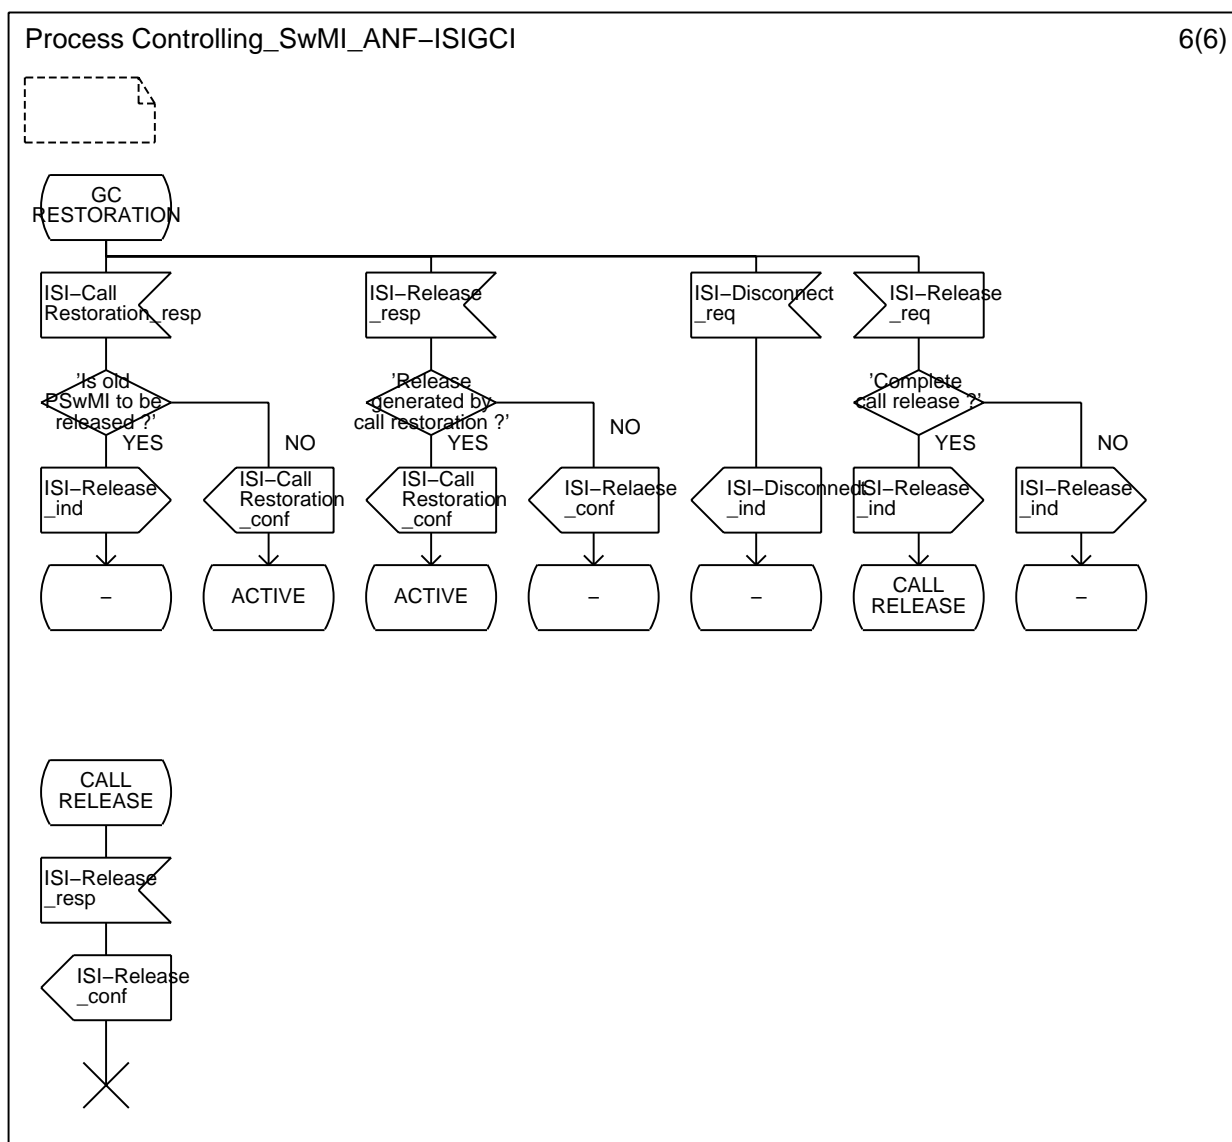 Process Controlling_SwMI_ANF–ISIGCI
6(6)
GC
RESTORATION
ISI–Call
Restoration_resp
ISI–Release
_resp
ISI–Disconnect
_req
ISI–Release
_req
’Is old
PSwMI to be
released ?’
’Release
generated by
call restoration ?’
’Complete
call release ?’
YES
NO
YES
NO
YES
NO
ISI–Release
_ind
ISI–Call
Restoration
_conf
ISI–Call
Restoration
_conf
ISI–Relaese
_conf
ISI–Disconnect
_ind
ISI–Release
_ind
ISI–Release
_ind
–
ACTIVE
ACTIVE
–
–
CALL
RELEASE
–
CALL
RELEASE
ISI–Release
_resp
ISI–Release
_conf